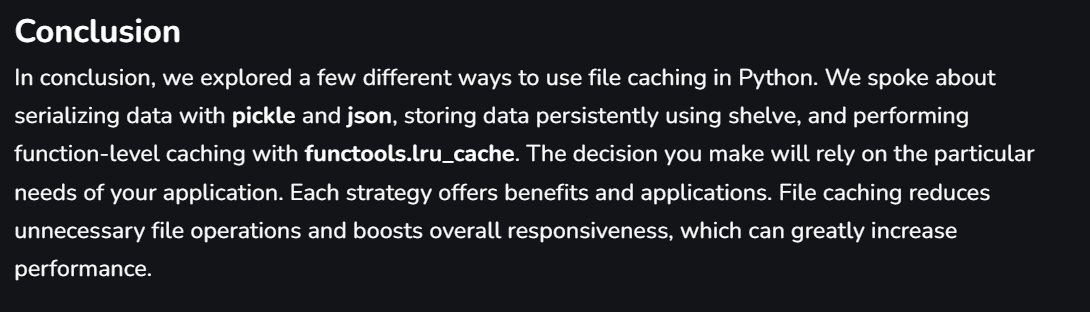 Conclusion
In conclusion, we explored a few different ways to use file caching in Python. We spoke about
serializing data with pickle and json, storing data persistently using shelve, and performing
function-level caching with functools.lru_cache. The decision you make will rely on the particular
needs of your application. Each strategy offers benefits and applications. File caching reduces
unnecessary file operations and boosts overall responsiveness, which can greatly increase
performance.